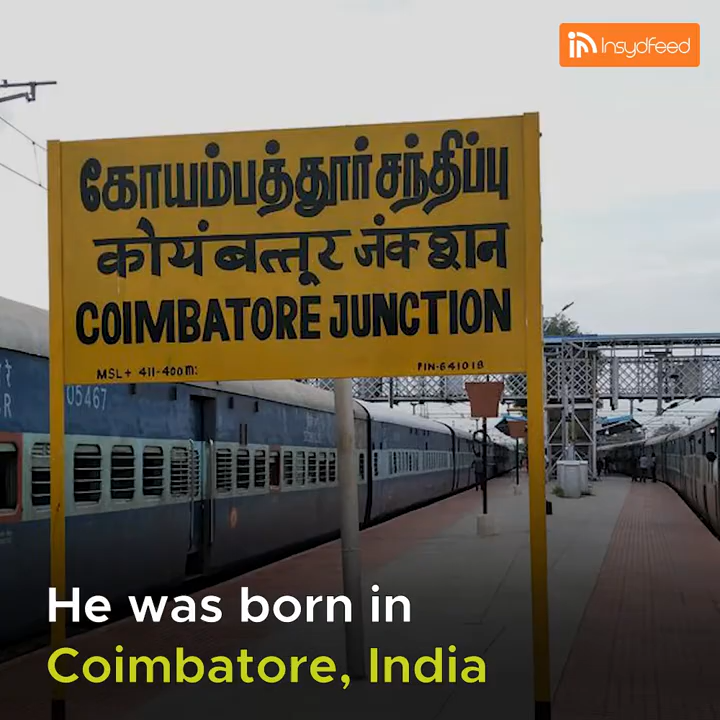 Insydfeed
கோயம்பத்தூர் சந்திப்பு
कोयंबत्तूर जंक्शन
COIMBATORE JUNCTION
MSL+ 411-400m:
PIN-641018
05467
He was born in
Coimbatore, India